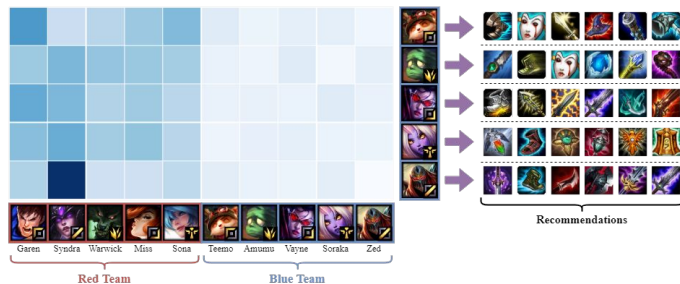 Garen Syndra Warwick Miss Sona Teemo Amumu Vayne Soraka Zed
Recommendations
Red Team Blue Team